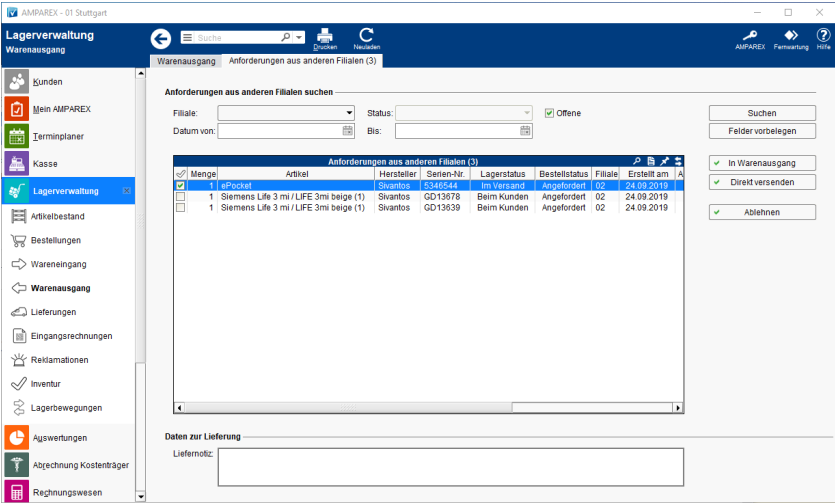 AMPAREX - 01 Stuttgart
Lagerverwaltung
Warenausgang
Suche
Drucken
Neuladen
AMPAREX
Fernwartung
Hilfe
Warenausgang
Anforderungen aus anderen Filialen (3)
Kunden
Mein AMPAREX
Terminplaner
Kasse
Lagerverwaltung
Artikelbestand
Bestellungen
Wareneingang
Warenausgang
Lieferungen
Eingangsrechnungen
Reklamationen
Inventur
Lagerbewegungen
Auswertungen
Abrechnung Kostenträger
Rechnungswesen
Anforderungen aus anderen Filialen suchen
Filiale: Status: Offene
Datum von: Bis:
Suchen
Felder vorbelegen
Anforderungen aus anderen Filialen (3)
Menge Artikel Hersteller Serien-Nr. Lagerstatus Bestellstatus Filiale Erstellt am A
1 ePocket Sivantos 5346544 Im Versand Angefordert 02 24.09.2019
1 Siemens Life 3 mi / LIFE 3mi beige (1) Sivantos GD13678 Beim Kunden Angefordert 02 24.09.2019
1 Siemens Life 3 mi / LIFE 3mi beige (1) Sivantos GD13639 Beim Kunden Angefordert 02 24.09.2019
In Warenausgang
Direkt versenden
Ablehnen
Daten zur Lieferung
Liefernotiz: